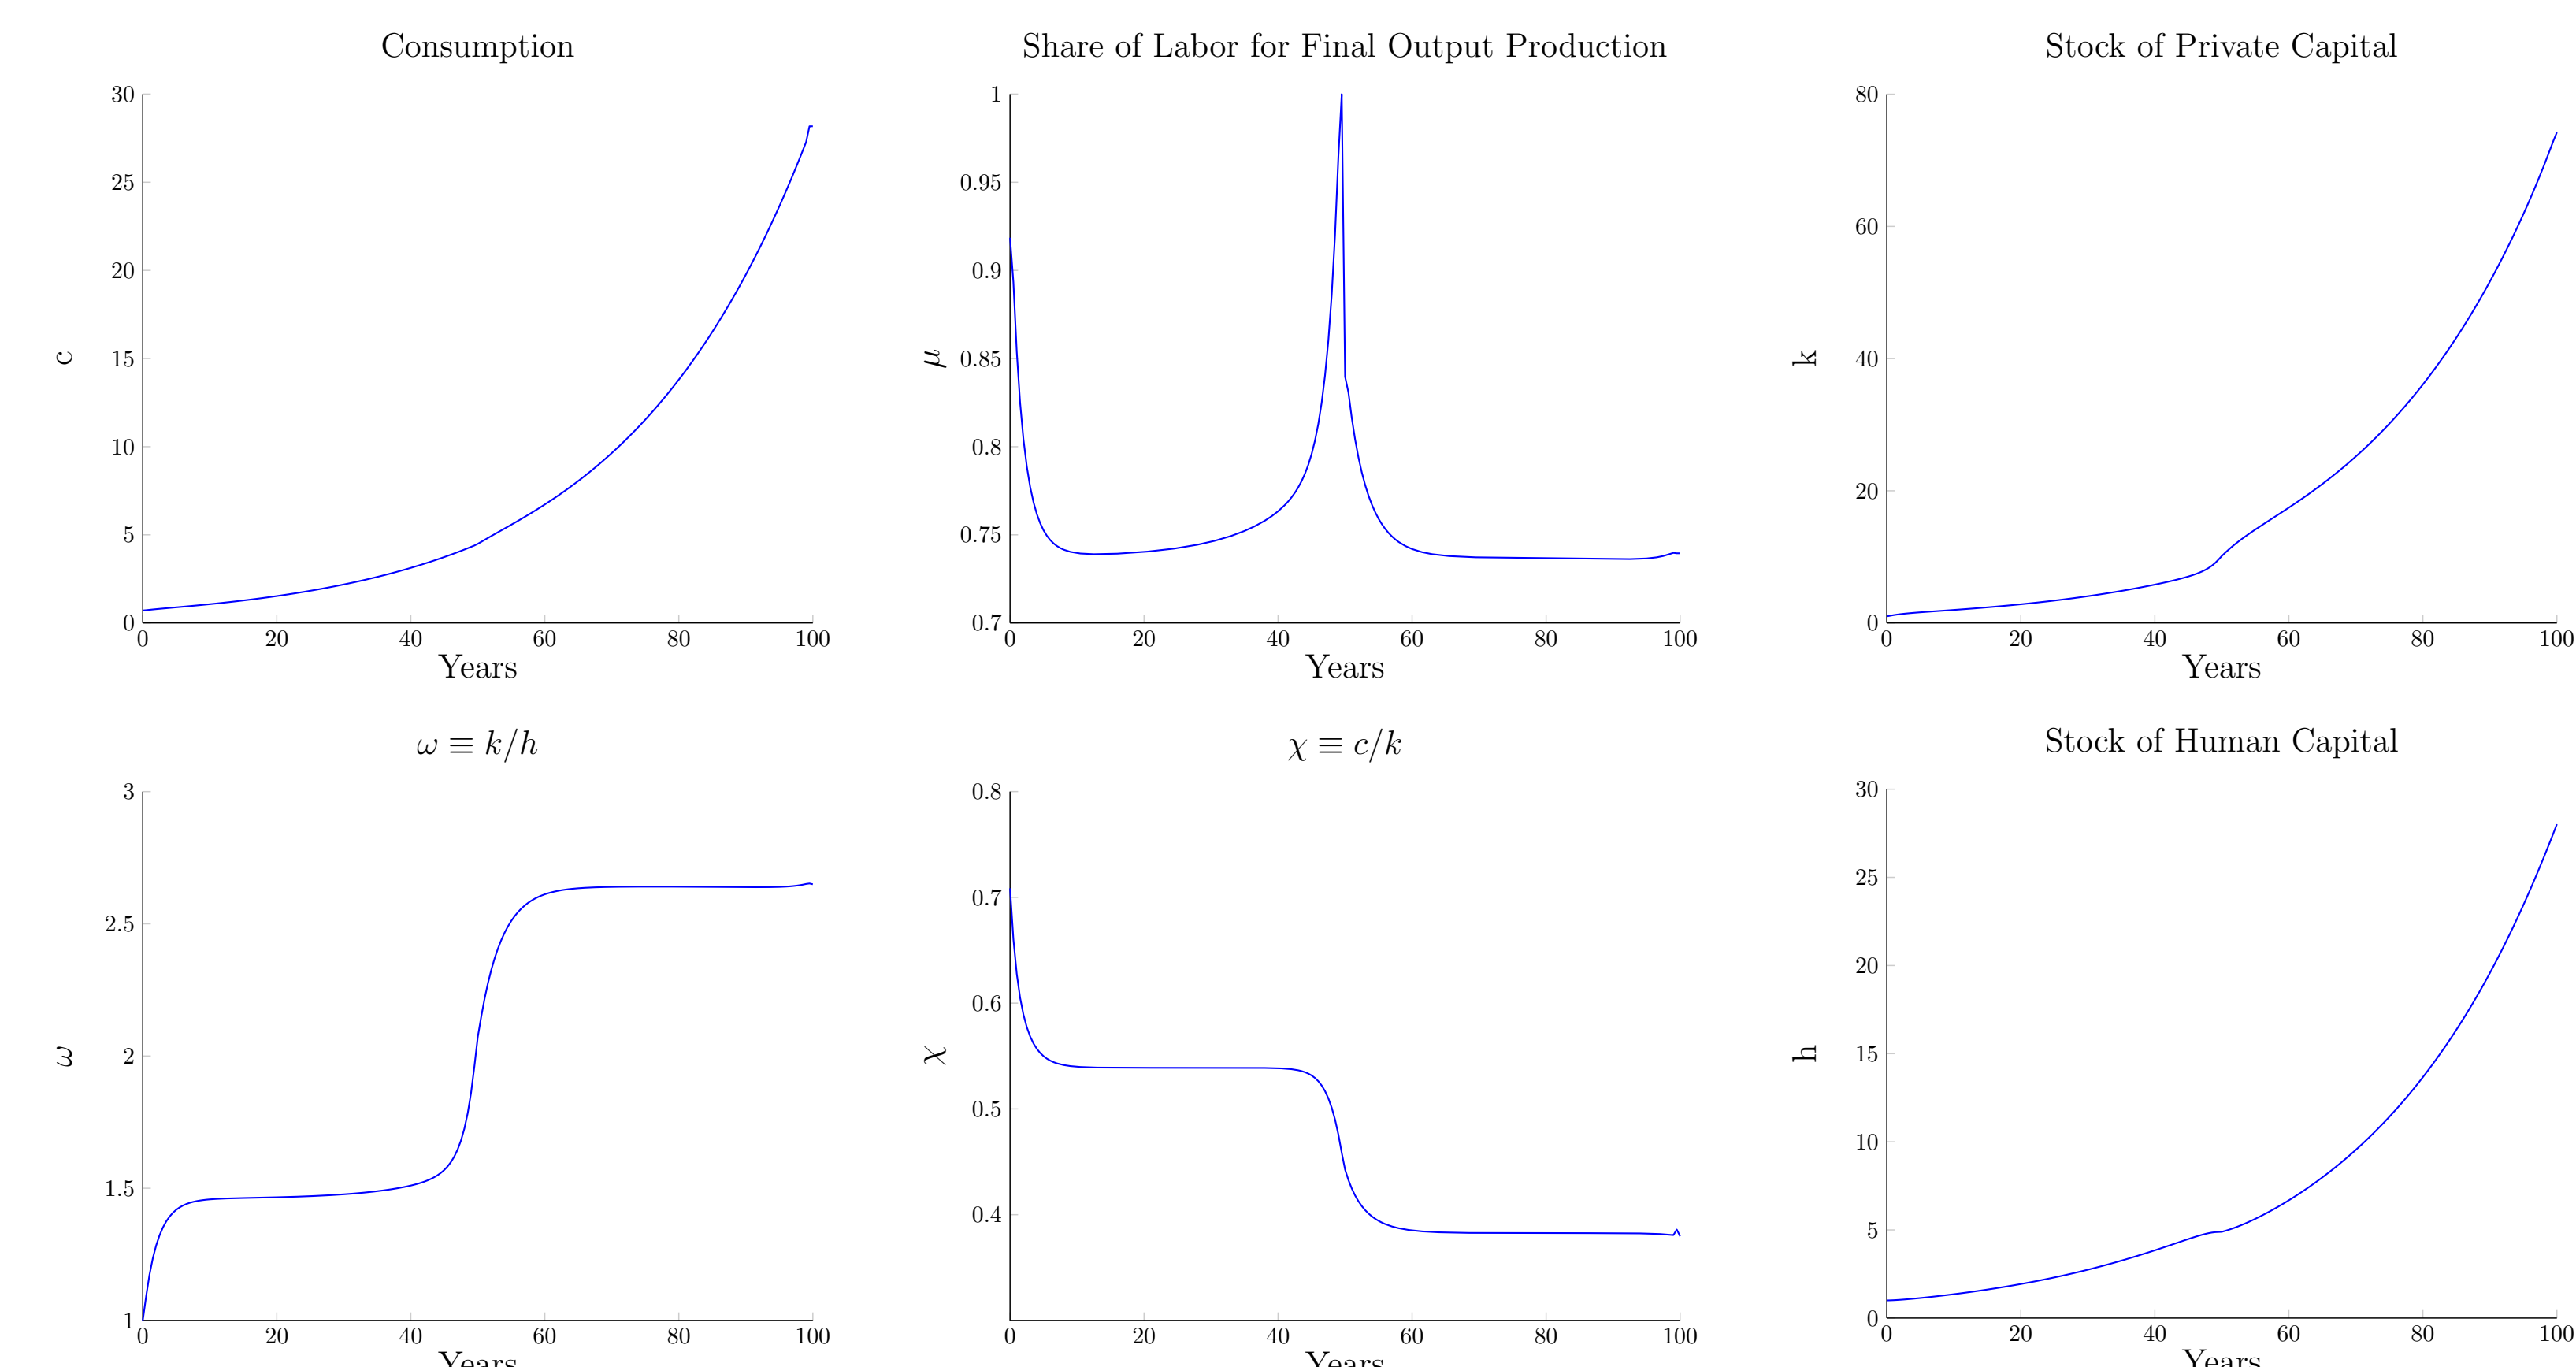 Consumption
30
25
20
15
10
5
0
c
0 20 40 60 80 100
Years
Share of Labor for Final Output Production
1
0.95
0.9
0.85
0.8
0.75
0.7
μ
0 20 40 60 80 100
Years
Stock of Private Capital
80
60
40
20
0
k
0 20 40 60 80 100
Years
ω ≡ k/h
3
2.5
2
1.5
1
ω
0 20 40 60 80 100
Years
χ ≡ c/k
0.8
0.7
0.6
0.5
0.4
χ
0 20 40 60 80 100
Years
Stock of Human Capital
30
25
20
15
10
5
0
h
0 20 40 60 80 100
Years